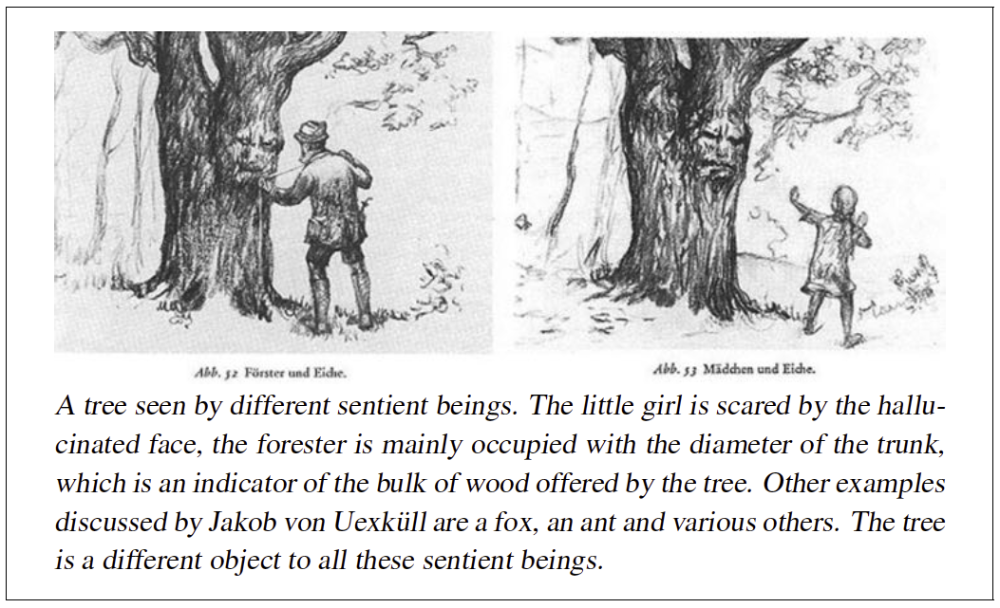 Abb. 52 Förster und Eiche.
Abb. 53 Mädchen und Eiche.
A tree seen by different sentient beings. The little girl is scared by the hallu-
cinated face, the forester is mainly occupied with the diameter of the trunk,
which is an indicator of the bulk of wood offered by the tree. Other examples
discussed by Jakob von Uexküll are a fox, an ant and various others. The tree
is a different object to all these sentient beings.